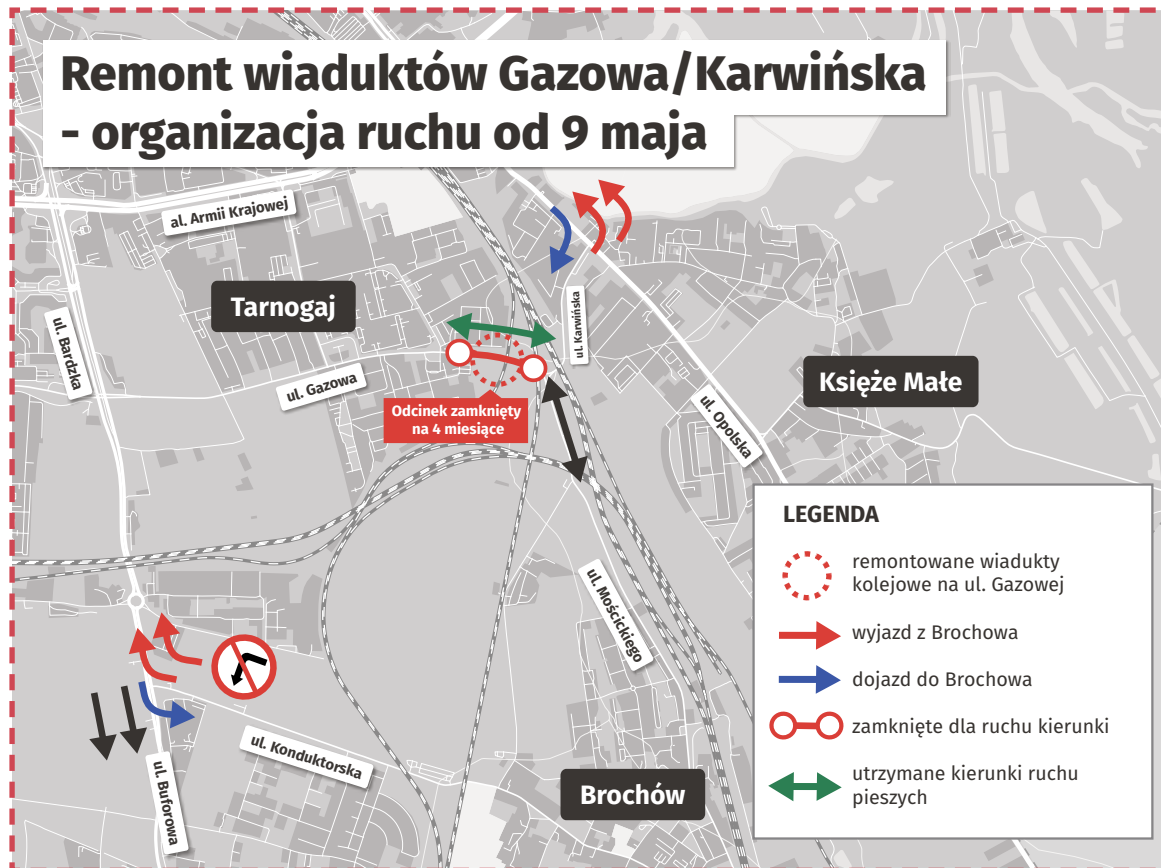 Remont wiaduktów Gazowa/Karwińska
- organizacja ruchu od 9 maja
al. Armii Krajowej
Tarnogaj
ul. Bardzka
ul. Karwińska
ul. Gazowa
Odcinek zamknięty
na 4 miesiące
Księże Małe
ul. Opolska
ul. Mościckiego
ul. Konduktorska
ul. Buforowa
Brochów
LEGENDA
remontowane wiadukty
kolejowe na ul. Gazowej
wyjazd z Brochowa
dojazd do Brochowa
zamknięte dla ruchu kierunki
utrzymane kierunki ruchu
pieszych